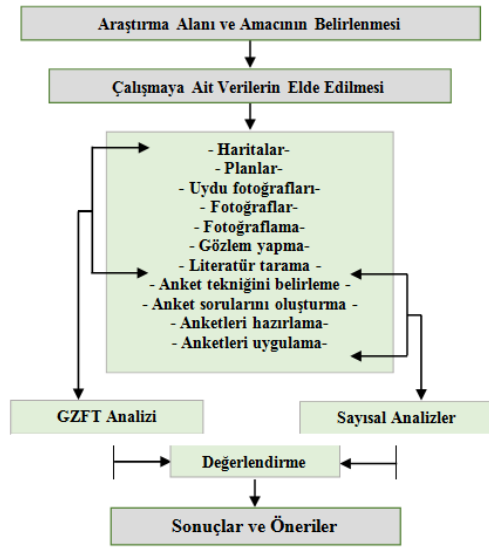 Araştırma Alanı ve Amacının Belirlenmesi
Çalışmaya Ait Verilerin Elde Edilmesi
- Haritalar-
- Planlar-
- Uydu fotoğrafları-
- Fotoğraflar-
- Fotoğraflama-
- Gözlem yapma-
- Literatür tarama -
- Anket tekniğini belirleme -
- Anket sorularını oluşturma -
- Anketleri hazırlama-
- Anketleri uygulama-
GZFT Analizi
Sayısal Analizler
Değerlendirme
Sonuçlar ve Öneriler